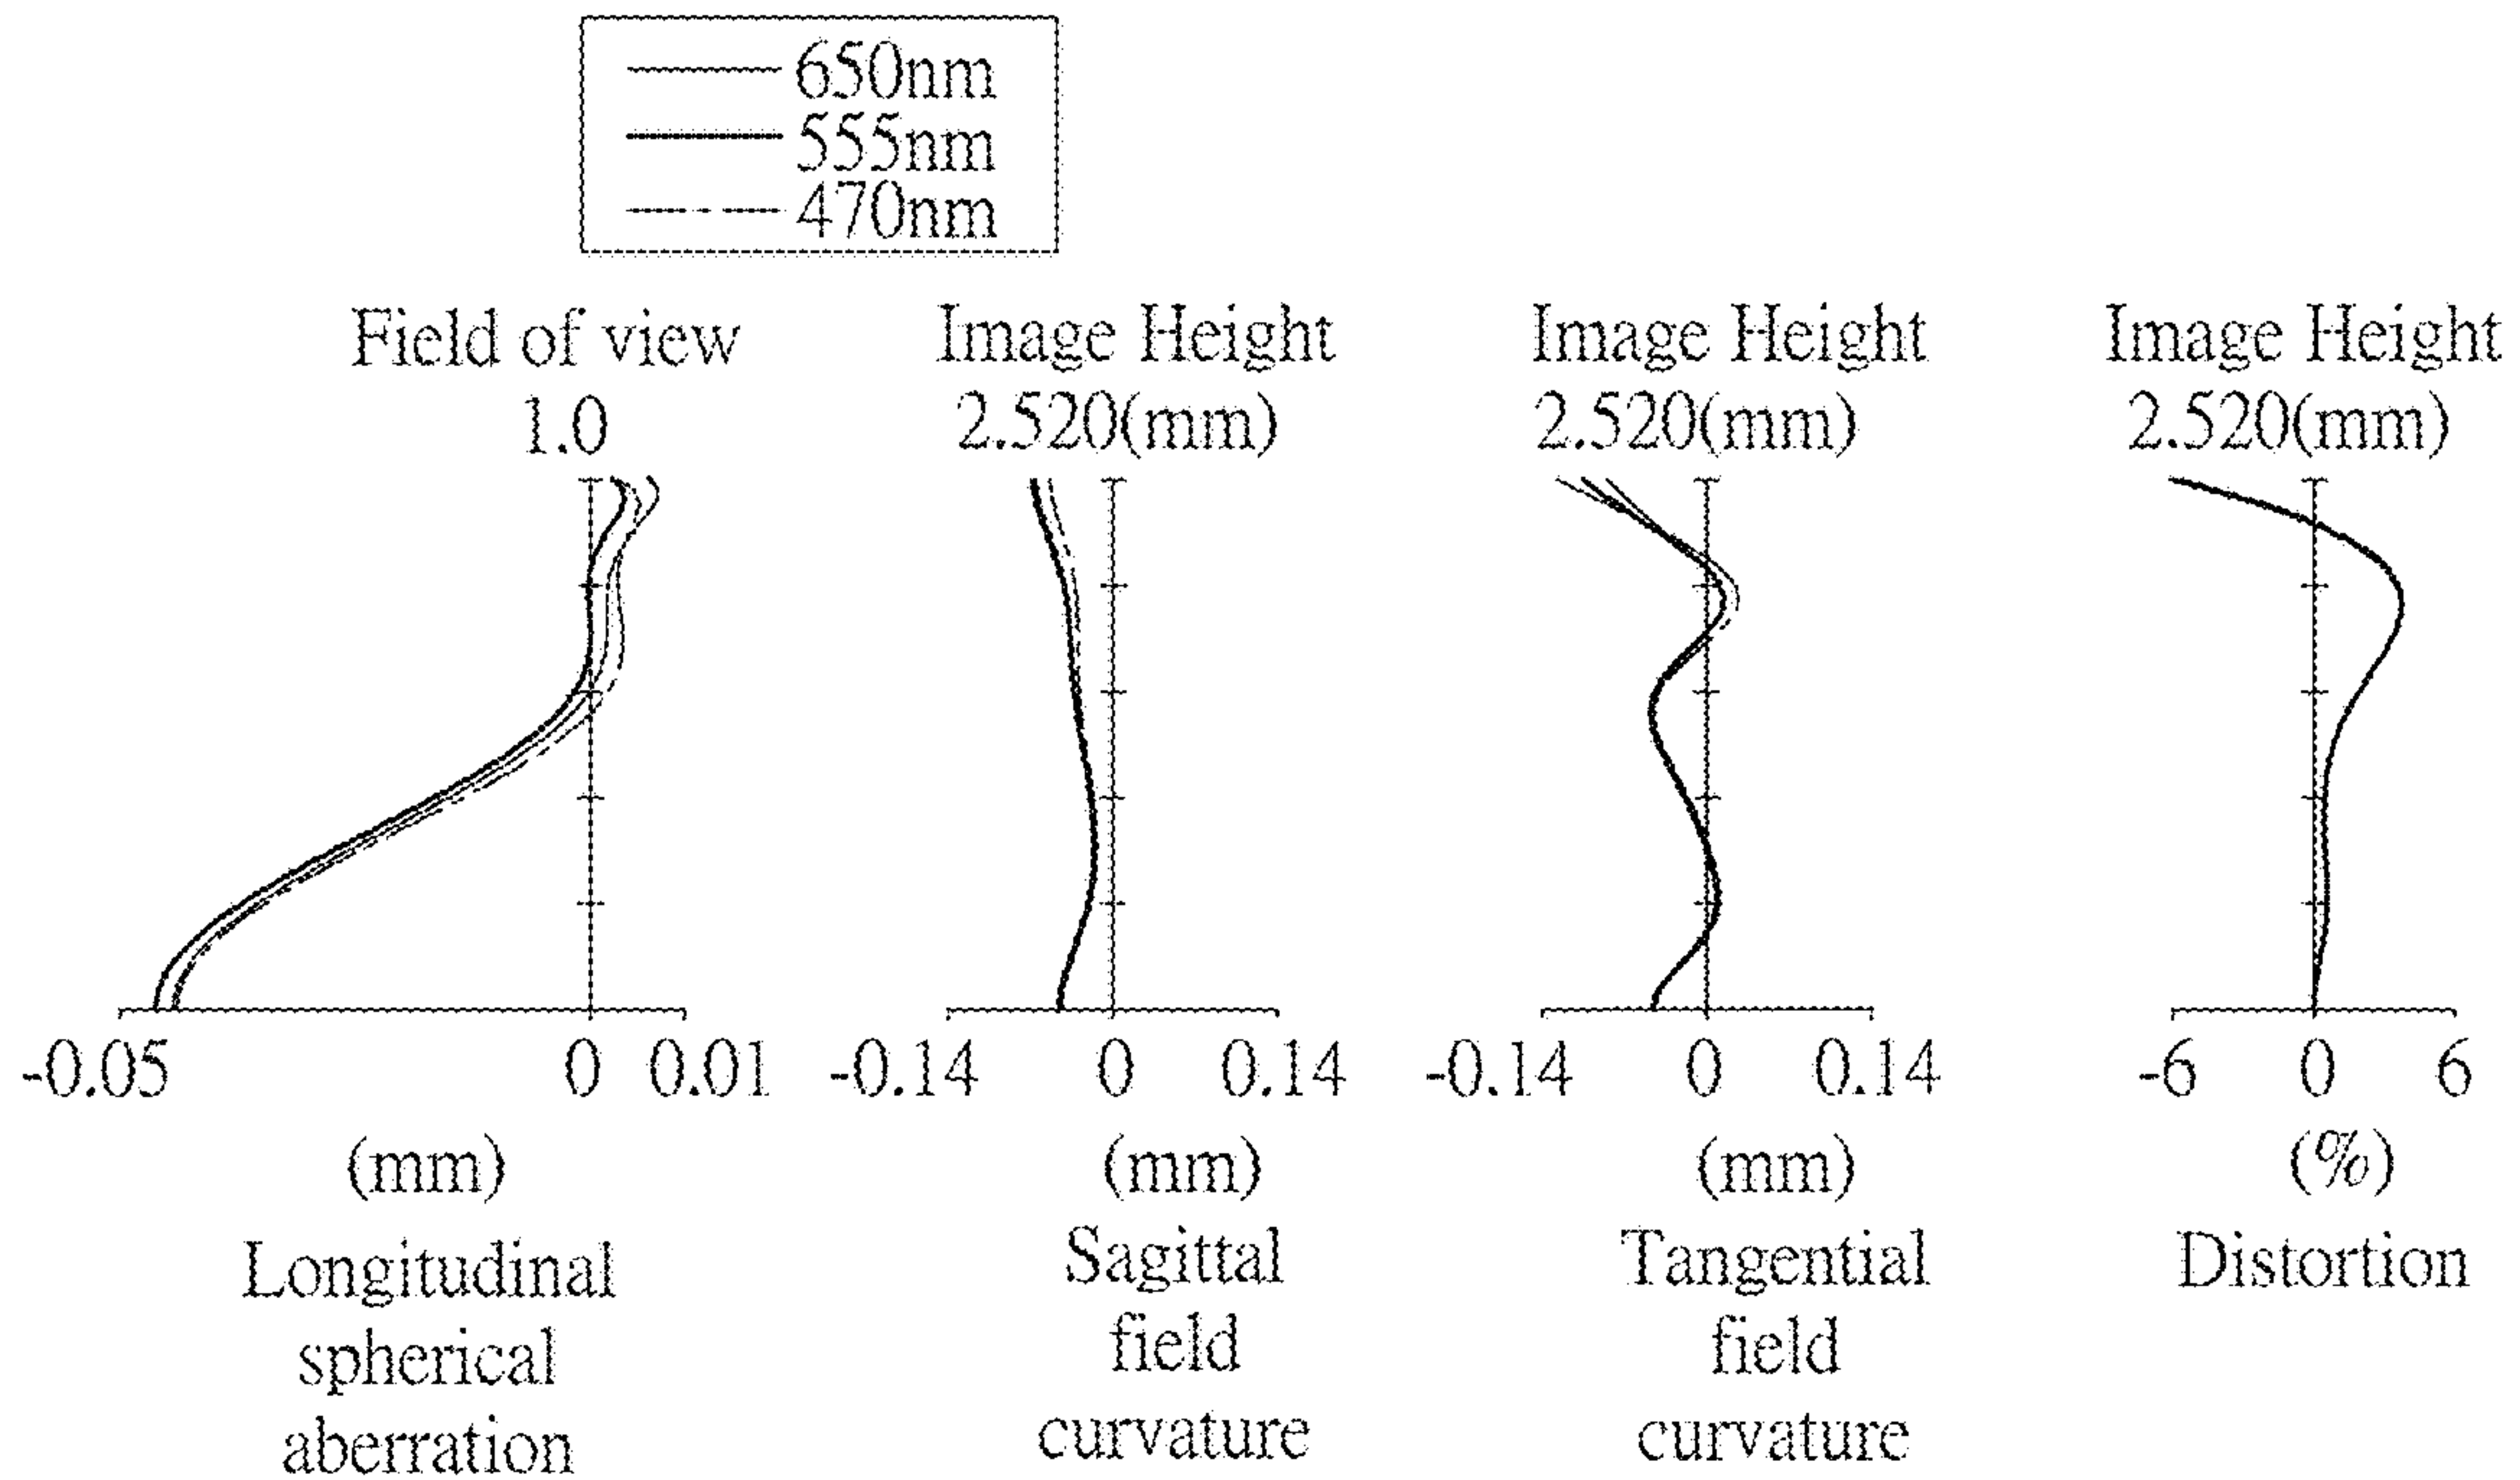 650nm
555nm
470nm
Field of view
1.0
Image Height
2.520(mm)
Image Height
2.520(mm)
Image Height
2.520(mm)
-0.05 0 0.01
(mm)
Longitudinal
spherical
aberration
-0.14 0 0.14
(mm)
Sagittal
field
curvature
-0.14 0 0.14
(mm)
Tangential
field
curvature
-6 0 6
(%)
Distortion